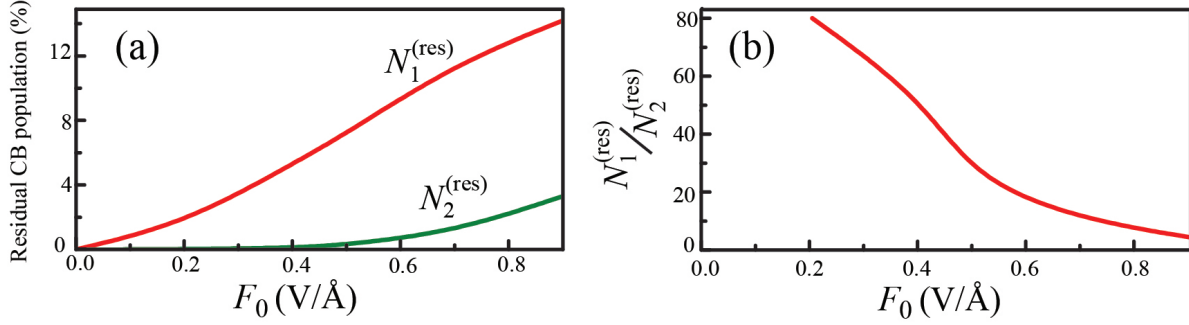 (a)
Residual CB population (%)
12
8
4
0
N₁^(res)
N₂^(res)
0.0 0.2 0.4 0.6 0.8
F₀ (V/Å)
(b)
N₁^(res)/N₂^(res)
80
60
40
20
0
0.0 0.2 0.4 0.6 0.8
F₀ (V/Å)